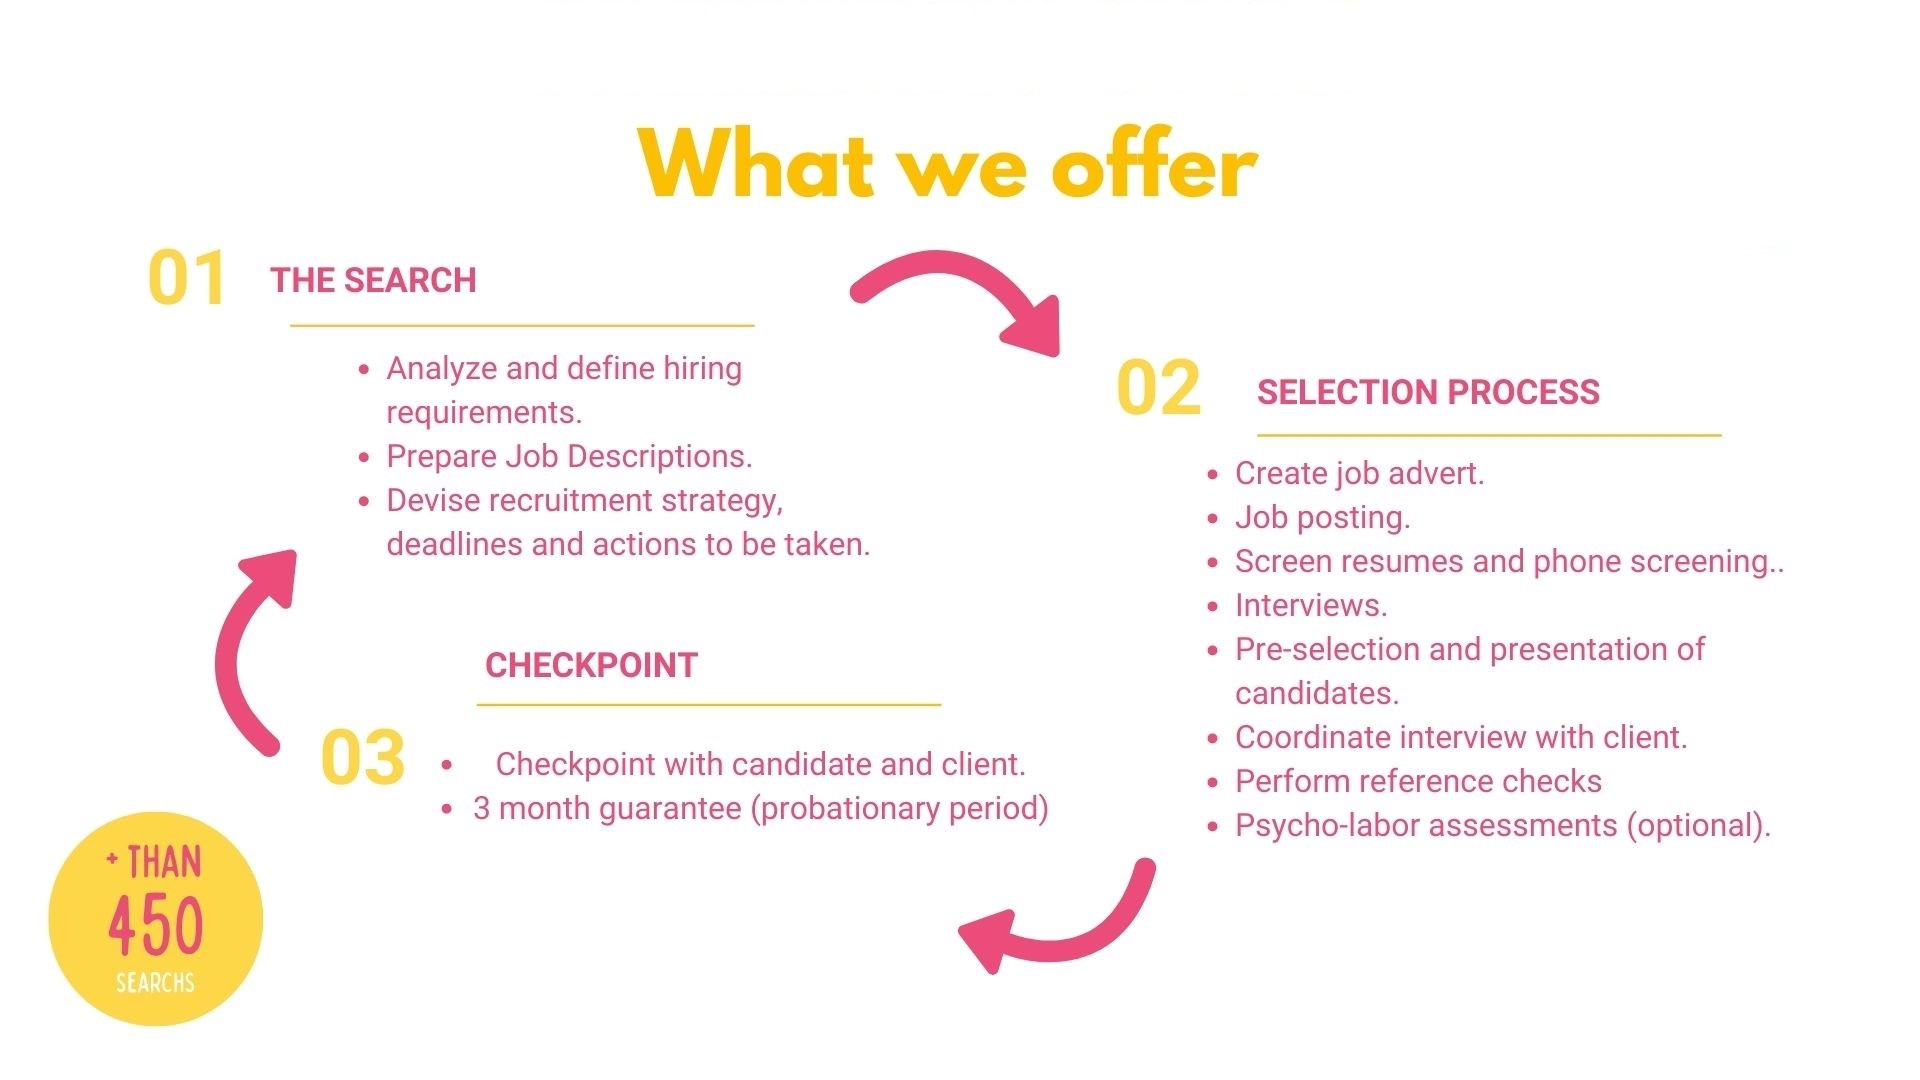 What we offer
01
THE SEARCH
• Analyze and define hiring
requirements.
• Prepare Job Descriptions.
• Devise recruitment strategy,
deadlines and actions to be taken.
02
SELECTION PROCESS
• Create job advert.
• Job posting.
• Screen resumes and phone screening..
• Interviews.
• Pre-selection and presentation of
candidates.
• Coordinate interview with client.
• Perform reference checks
• Psycho-labor assessments (optional).
CHECKPOINT
03
• Checkpoint with candidate and client.
• 3 month guarantee (probationary period)
+ THAN
450
SEARCHS